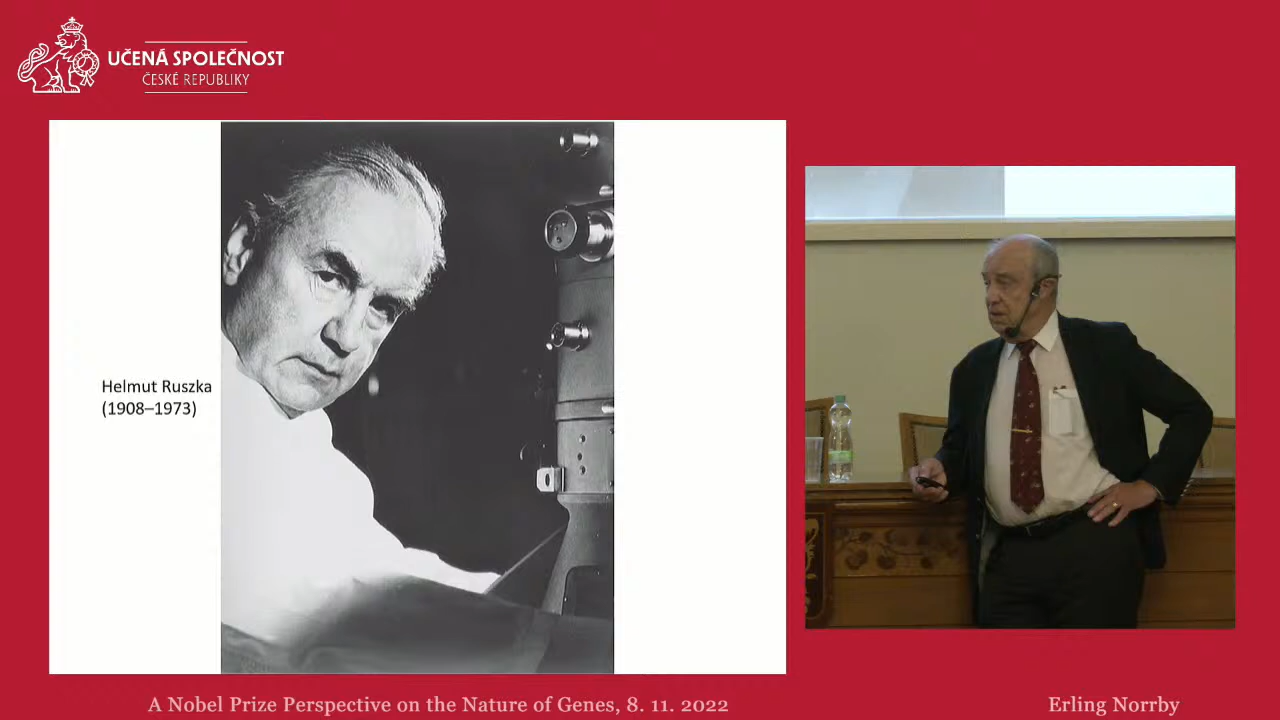 UČENÁ SPOLEČNOST
ČESKÉ REPUBLIKY
Helmut Ruszka
(1908–1973)
A Nobel Prize Perspective on the Nature of Genes, 8. 11. 2022
Erling Norrby